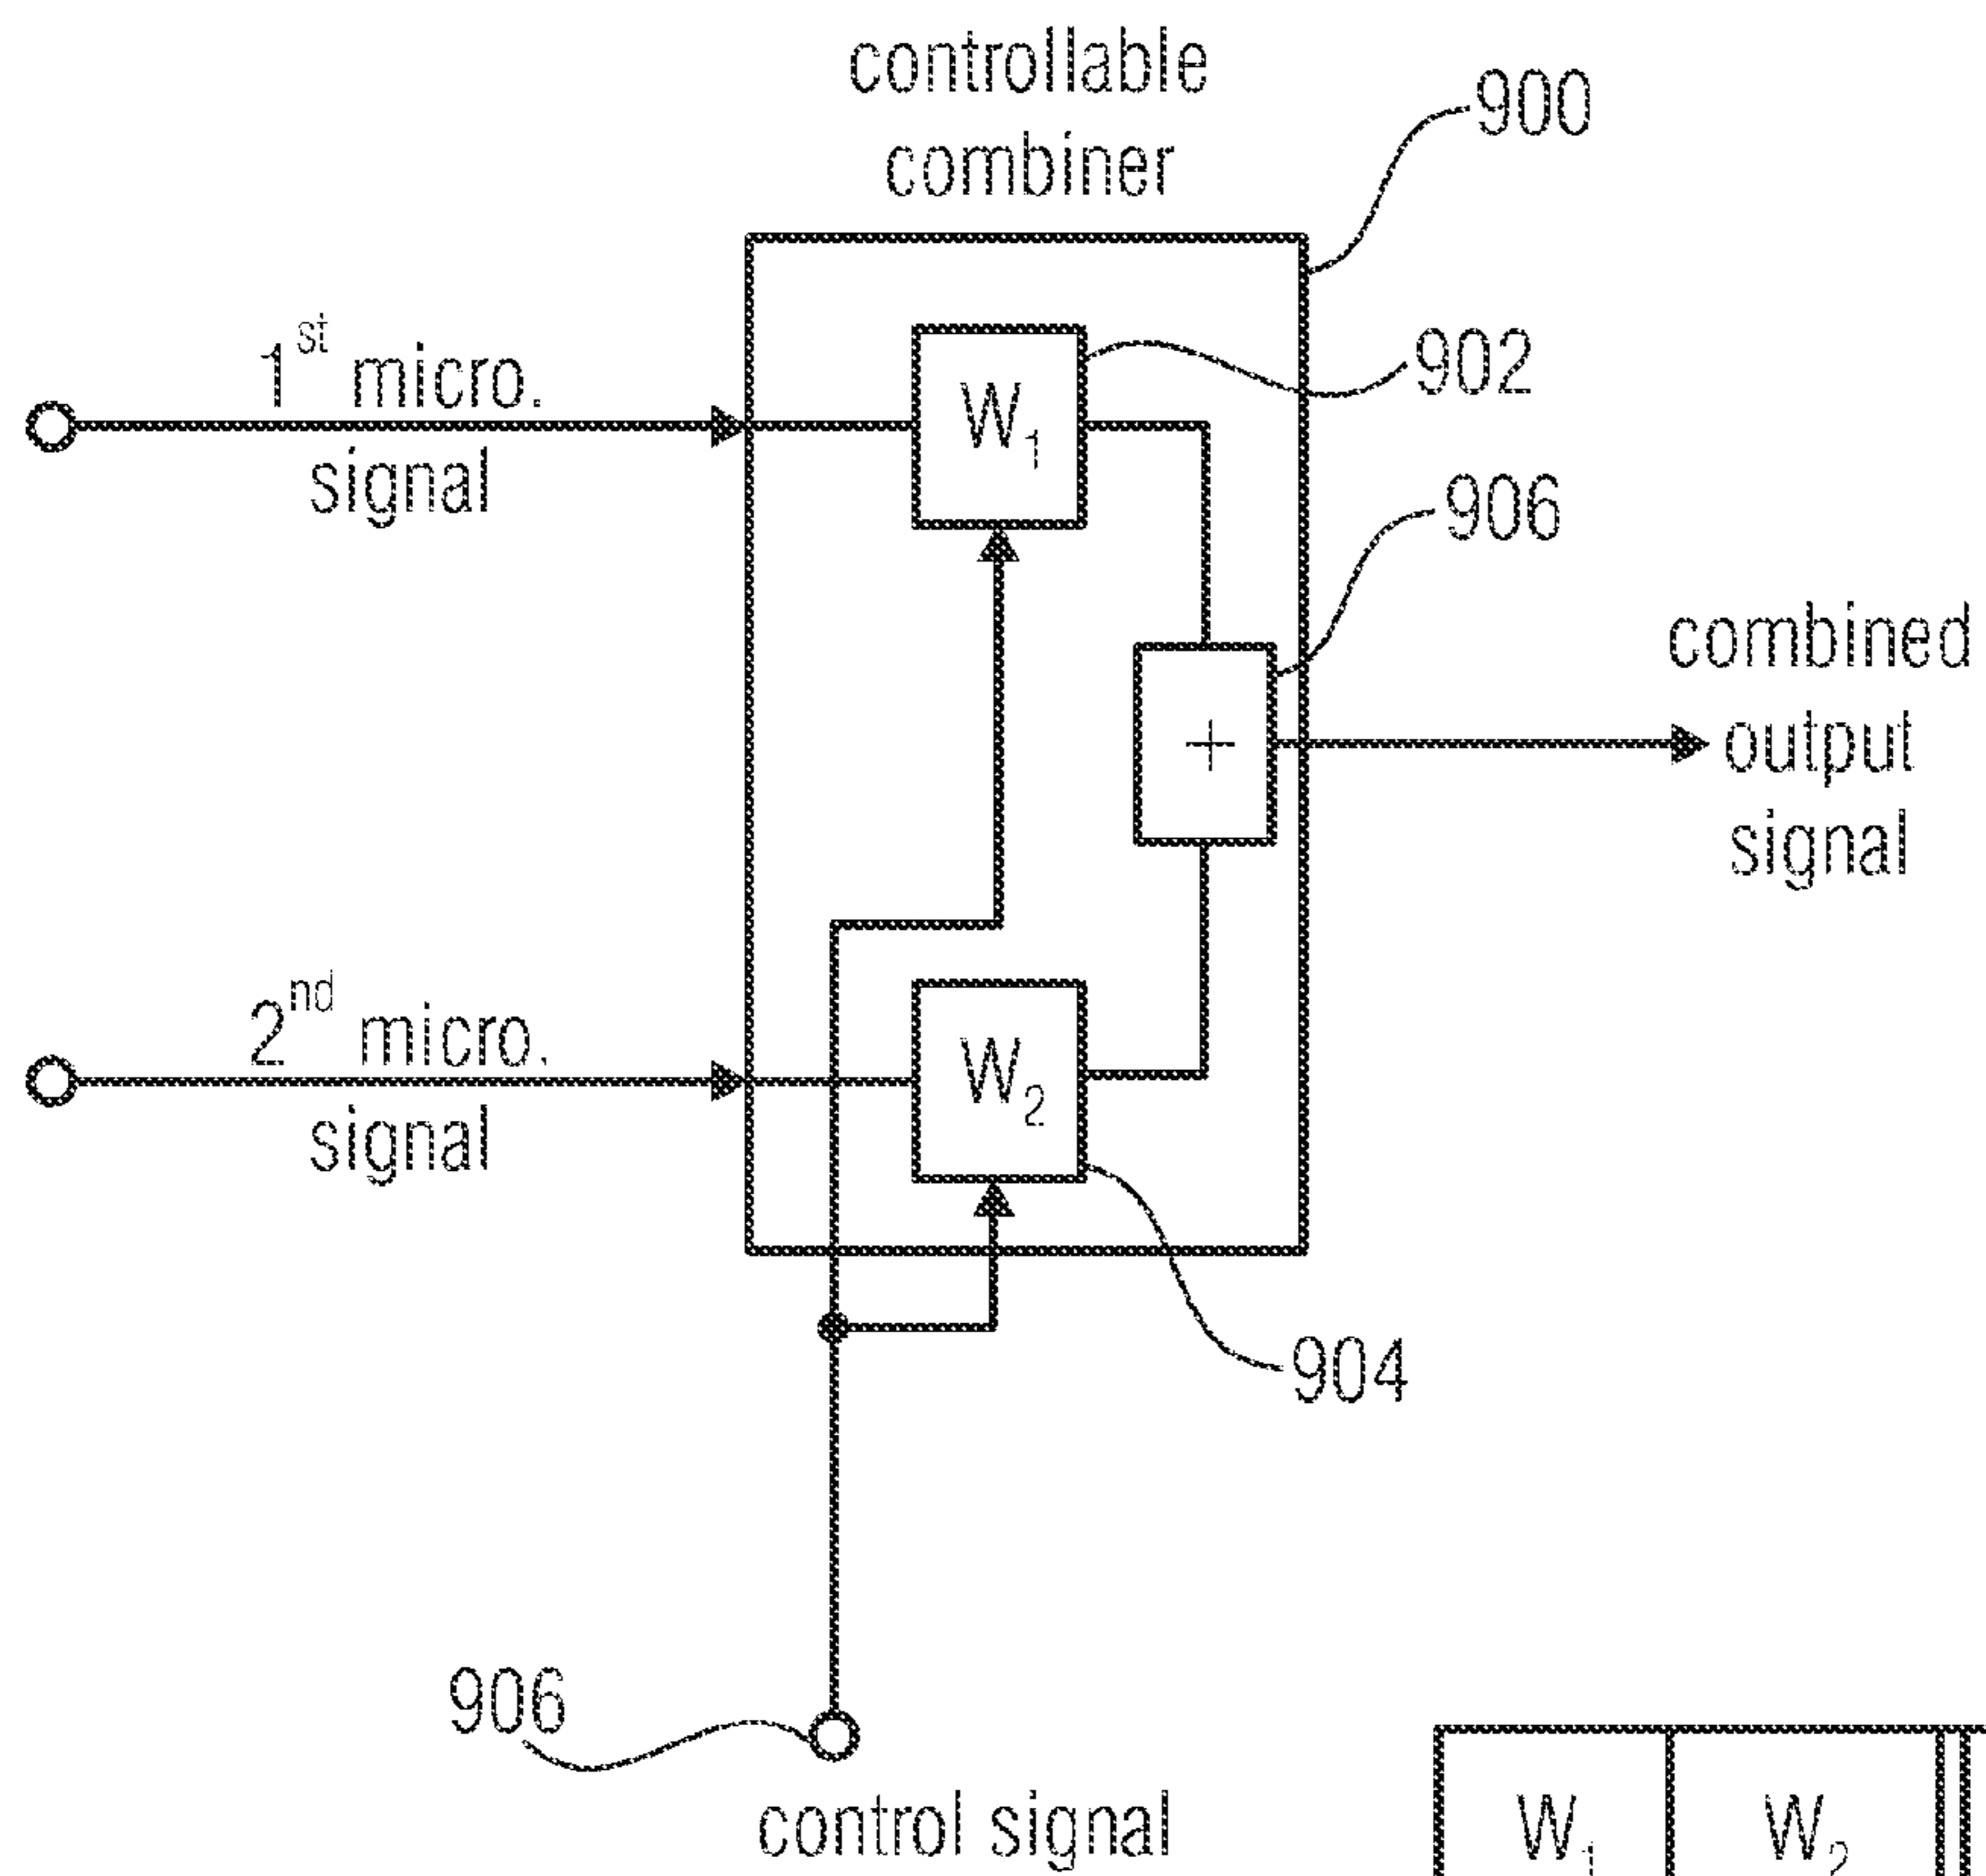 controllable
combiner
900
1st micro.
signal
W1
902
906
+
combined
output
signal
2nd micro.
signal
W2
904
906
control signal
W1 W2